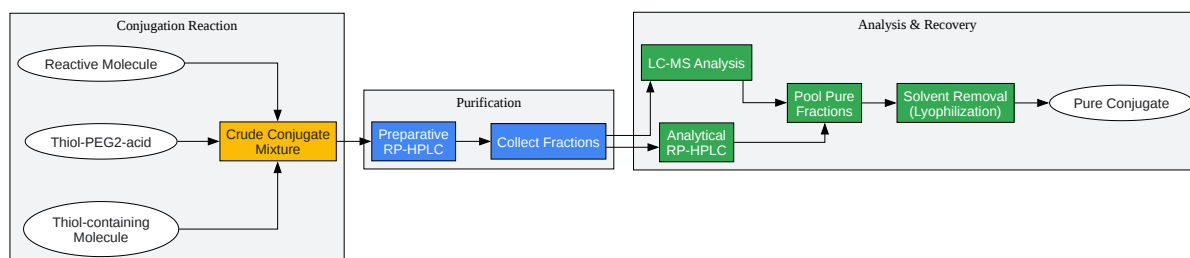 Conjugation Reaction
Reactive Molecule
Thiol-PEG2-acid
Thiol-containing
Molecule
Crude Conjugate
Mixture
Purification
Preparative
RP-HPLC
Collect Fractions
Analysis & Recovery
LC-MS Analysis
Analytical
RP-HPLC
Pool Pure
Fractions
Solvent Removal
(Lyophilization)
Pure Conjugate